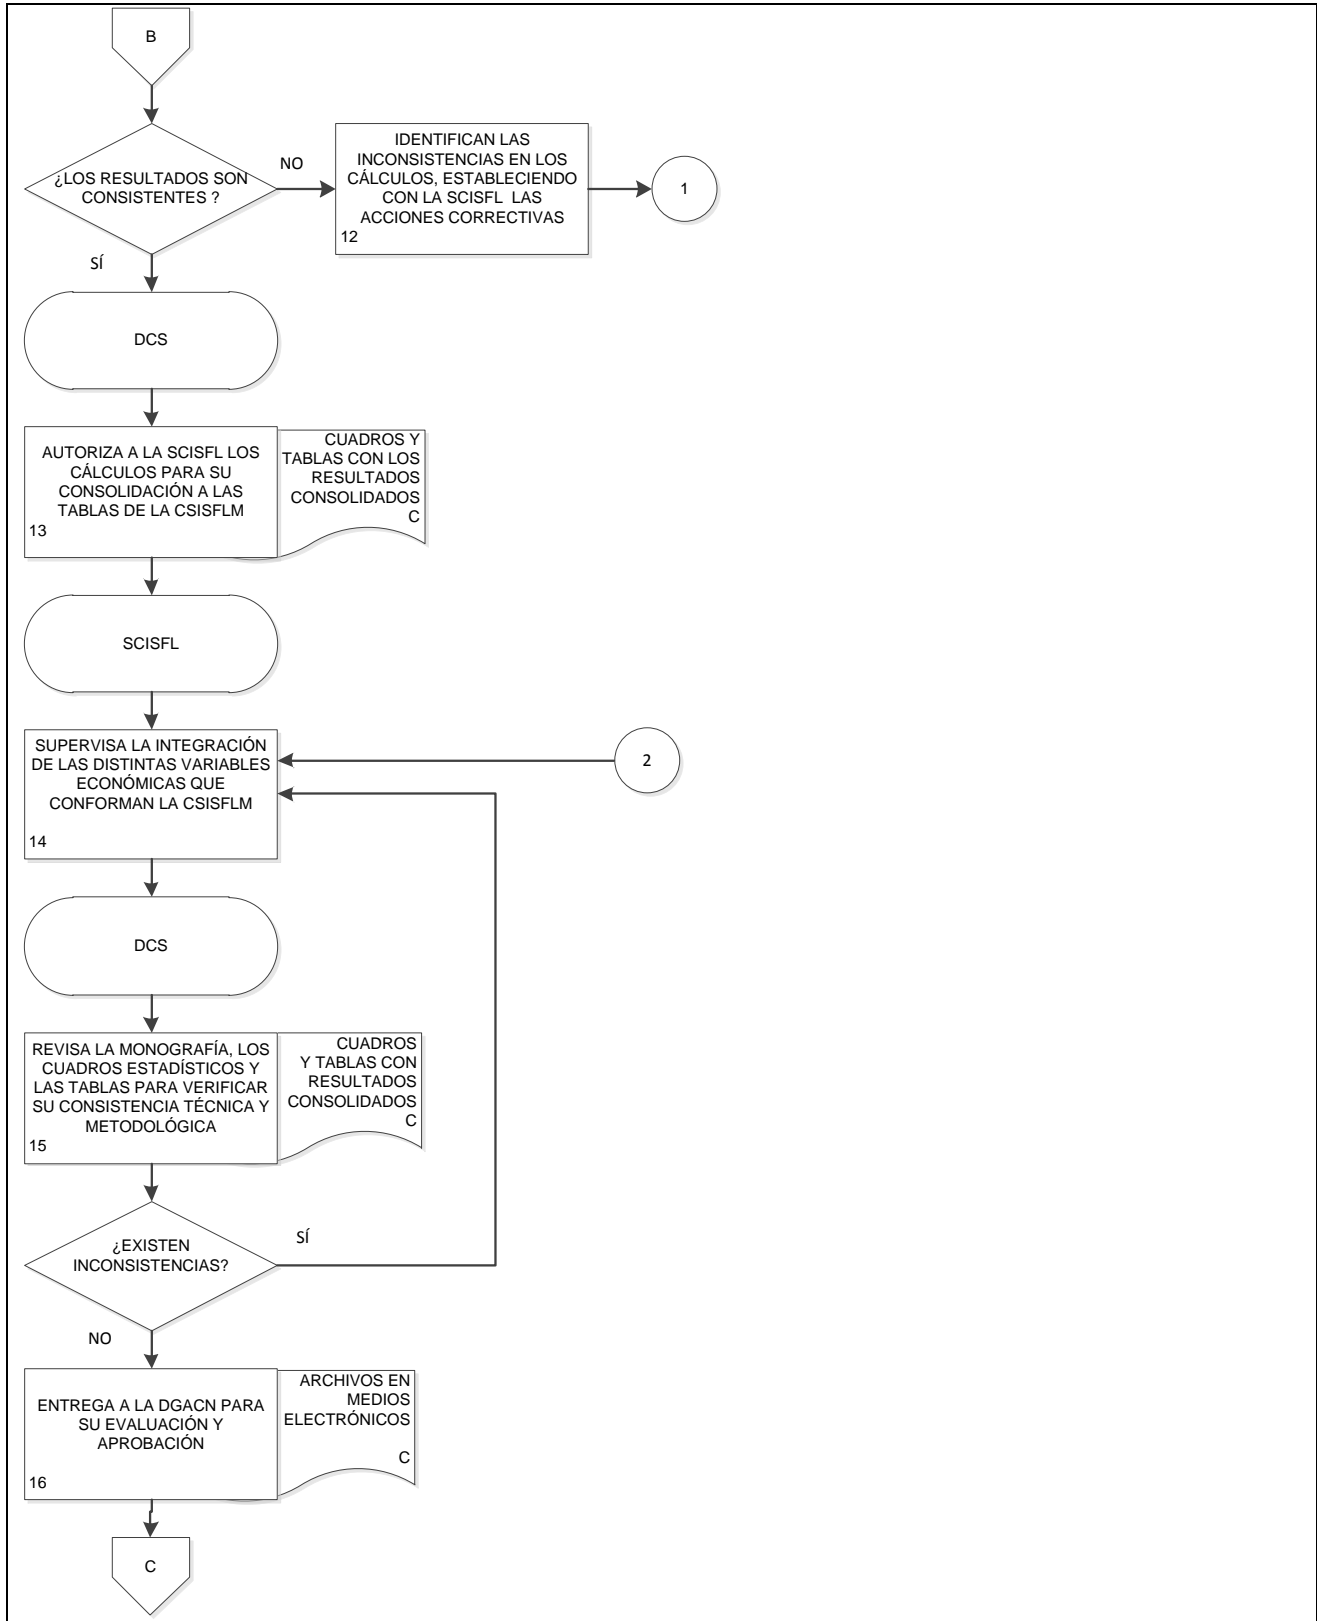 B
¿LOS RESULTADOS SON
CONSISTENTES ?
NO
IDENTIFICAN LAS
INCONSISTENCIAS EN LOS
CÁLCULOS, ESTABLECIENDO
CON LA SCISFL LAS
ACCIONES CORRECTIVAS
12
1
SÍ
DCS
AUTORIZA A LA SCISFL LOS
CÁLCULOS PARA SU
CONSOLIDACIÓN A LAS
TABLAS DE LA CSISFLM
13
CUADROS Y
TABLAS CON LOS
RESULTADOS
CONSOLIDADOS
C
SCISFL
SUPERVISA LA INTEGRACIÓN
DE LAS DISTINTAS VARIABLES
ECONÓMICAS QUE
CONFORMAN LA CSISFLM
14
2
DCS
REVISA LA MONOGRAFÍA, LOS
CUADROS ESTADÍSTICOS Y
LAS TABLAS PARA VERIFICAR
SU CONSISTENCIA TÉCNICA Y
METODOLÓGICA
15
CUADROS
Y TABLAS CON
RESULTADOS
CONSOLIDADOS
C
¿EXISTEN
INCONSISTENCIAS?
SÍ
NO
ENTREGA A LA DGACN PARA
SU EVALUACIÓN Y
APROBACIÓN
16
ARCHIVOS EN
MEDIOS
ELECTRÓNICOS
C
C